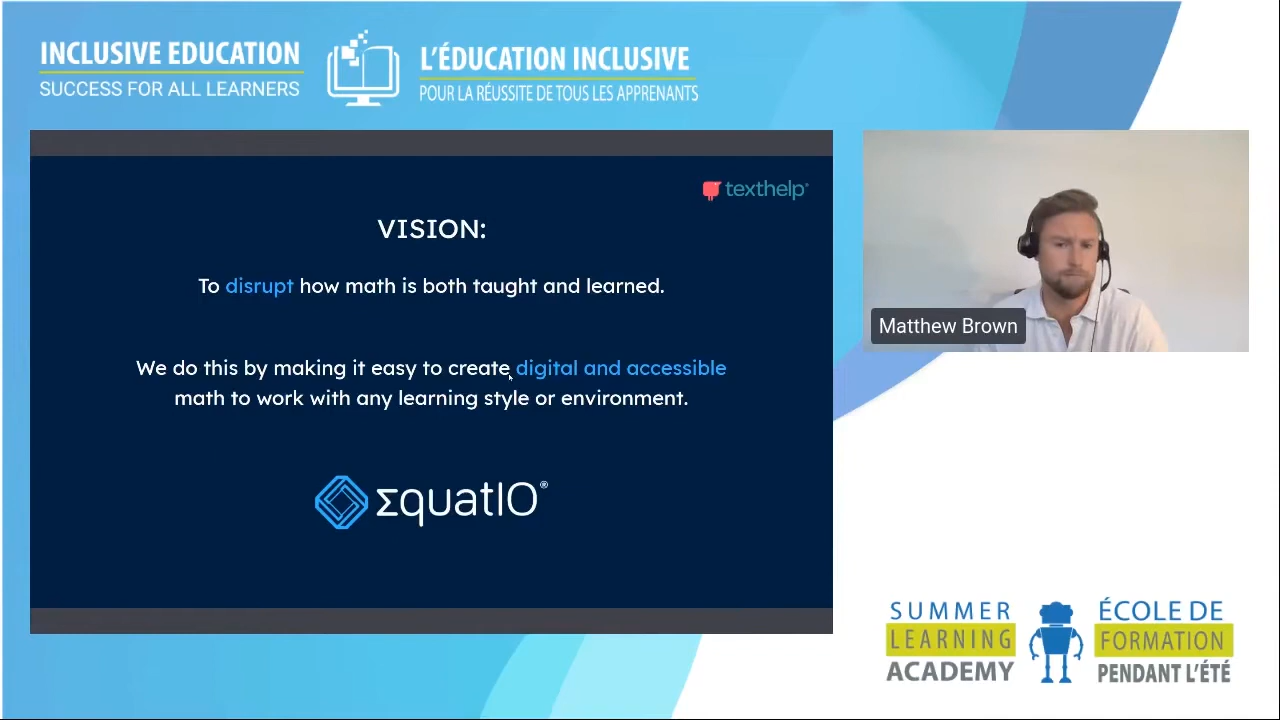 INCLUSIVE EDUCATION
SUCCESS FOR ALL LEARNERS
L'ÉDUCATION INCLUSIVE
POUR LA RÉUSSITE DE TOUS LES APPRENANTS
texthelp®
VISION:
To disrupt how math is both taught and learned.
We do this by making it easy to create digital and accessible
math to work with any learning style or environment.
ΣquatIO®
Matthew Brown
SUMMER
LEARNING
ACADEMY
ÉCOLE DE
FORMATION
PENDANT L'ÉTÉ